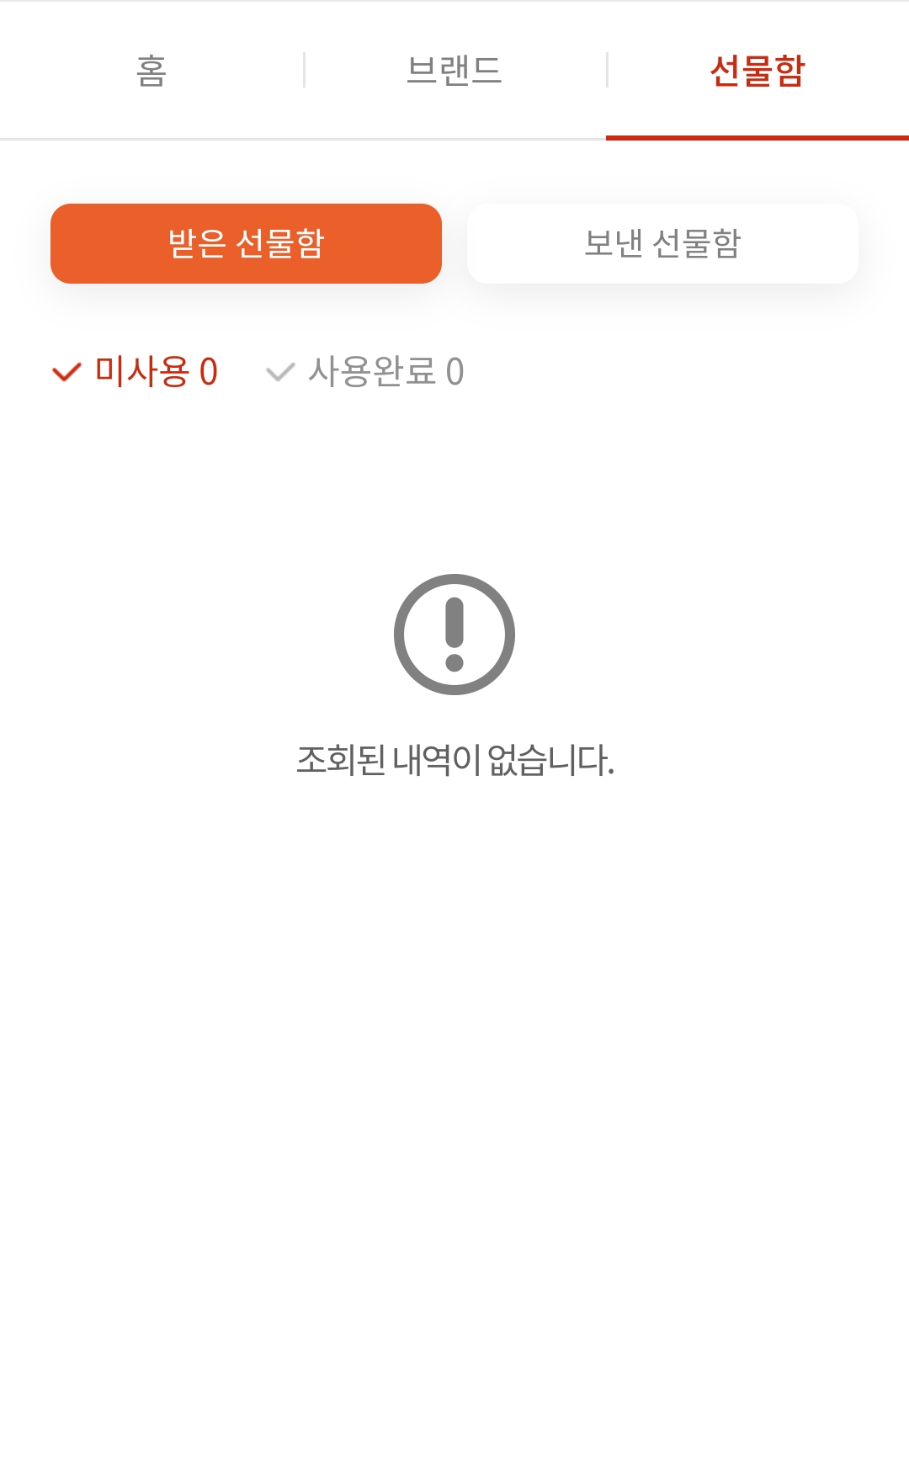 홈 브랜드 선물함
받은 선물함 보낸 선물함
미사용 0 사용완료 0
조회된 내역이 없습니다.